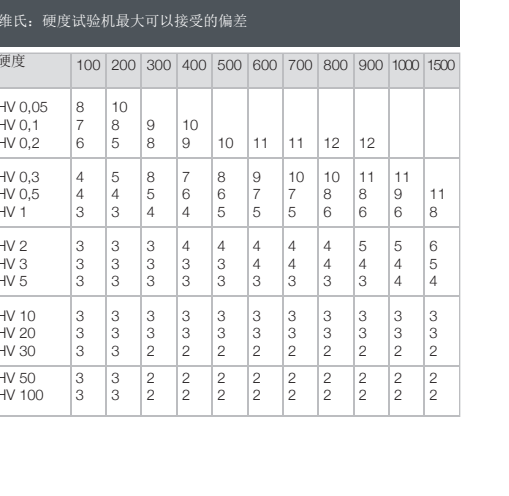 维氏：硬度试验机最大可以接受的偏差
硬度 100 200 300 400 500 600 700 800 900 1000 1500
HV 0,05 8 10
HV 0,1 7 8 9 10
HV 0,2 6 5 8 9 10 11 11 12 12
HV 0,3 4 5 8 7 8 9 10 10 11 11
HV 0,5 4 4 5 6 6 7 7 8 8 9 11
HV 1 3 3 4 4 5 5 5 6 6 6 8
HV 2 3 3 3 4 4 4 4 4 5 5 6
HV 3 3 3 3 3 3 4 4 4 4 4 5
HV 5 3 3 3 3 3 3 3 3 3 4 4
HV 10 3 3 3 3 3 3 3 3 3 3 3
HV 20 3 3 3 3 3 3 3 3 3 3 3
HV 30 3 3 2 2 2 2 2 2 2 2 2
HV 50 3 3 2 2 2 2 2 2 2 2 2
HV 100 3 3 2 2 2 2 2 2 2 2 2